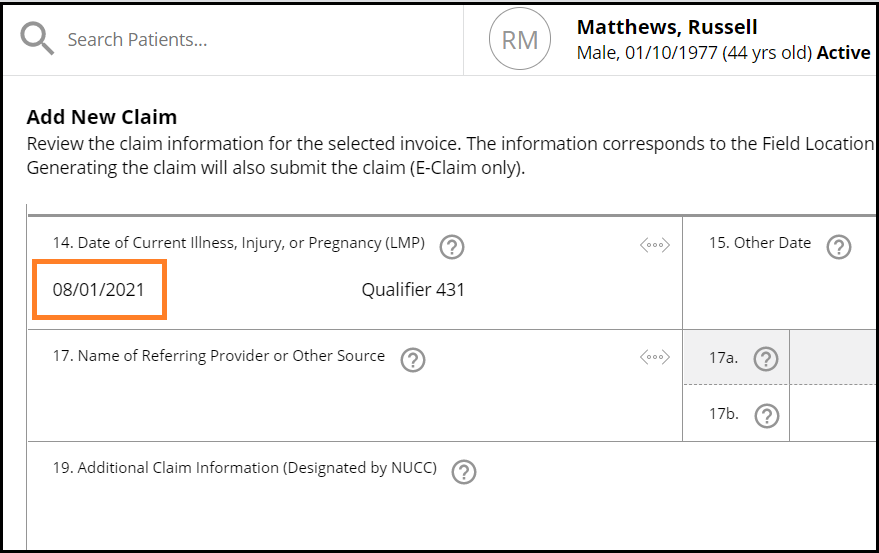 Search Patients...
RM
Matthews, Russell
Male, 01/10/1977 (44 yrs old) Active
Add New Claim
Review the claim information for the selected invoice. The information corresponds to the Field Location
Generating the claim will also submit the claim (E-Claim only).
14. Date of Current Illness, Injury, or Pregnancy (LMP) ?
15. Other Date ?
08/01/2021 Qualifier 431
17. Name of Referring Provider or Other Source ?
17a. ?
17b. ?
19. Additional Claim Information (Designated by NUCC) ?